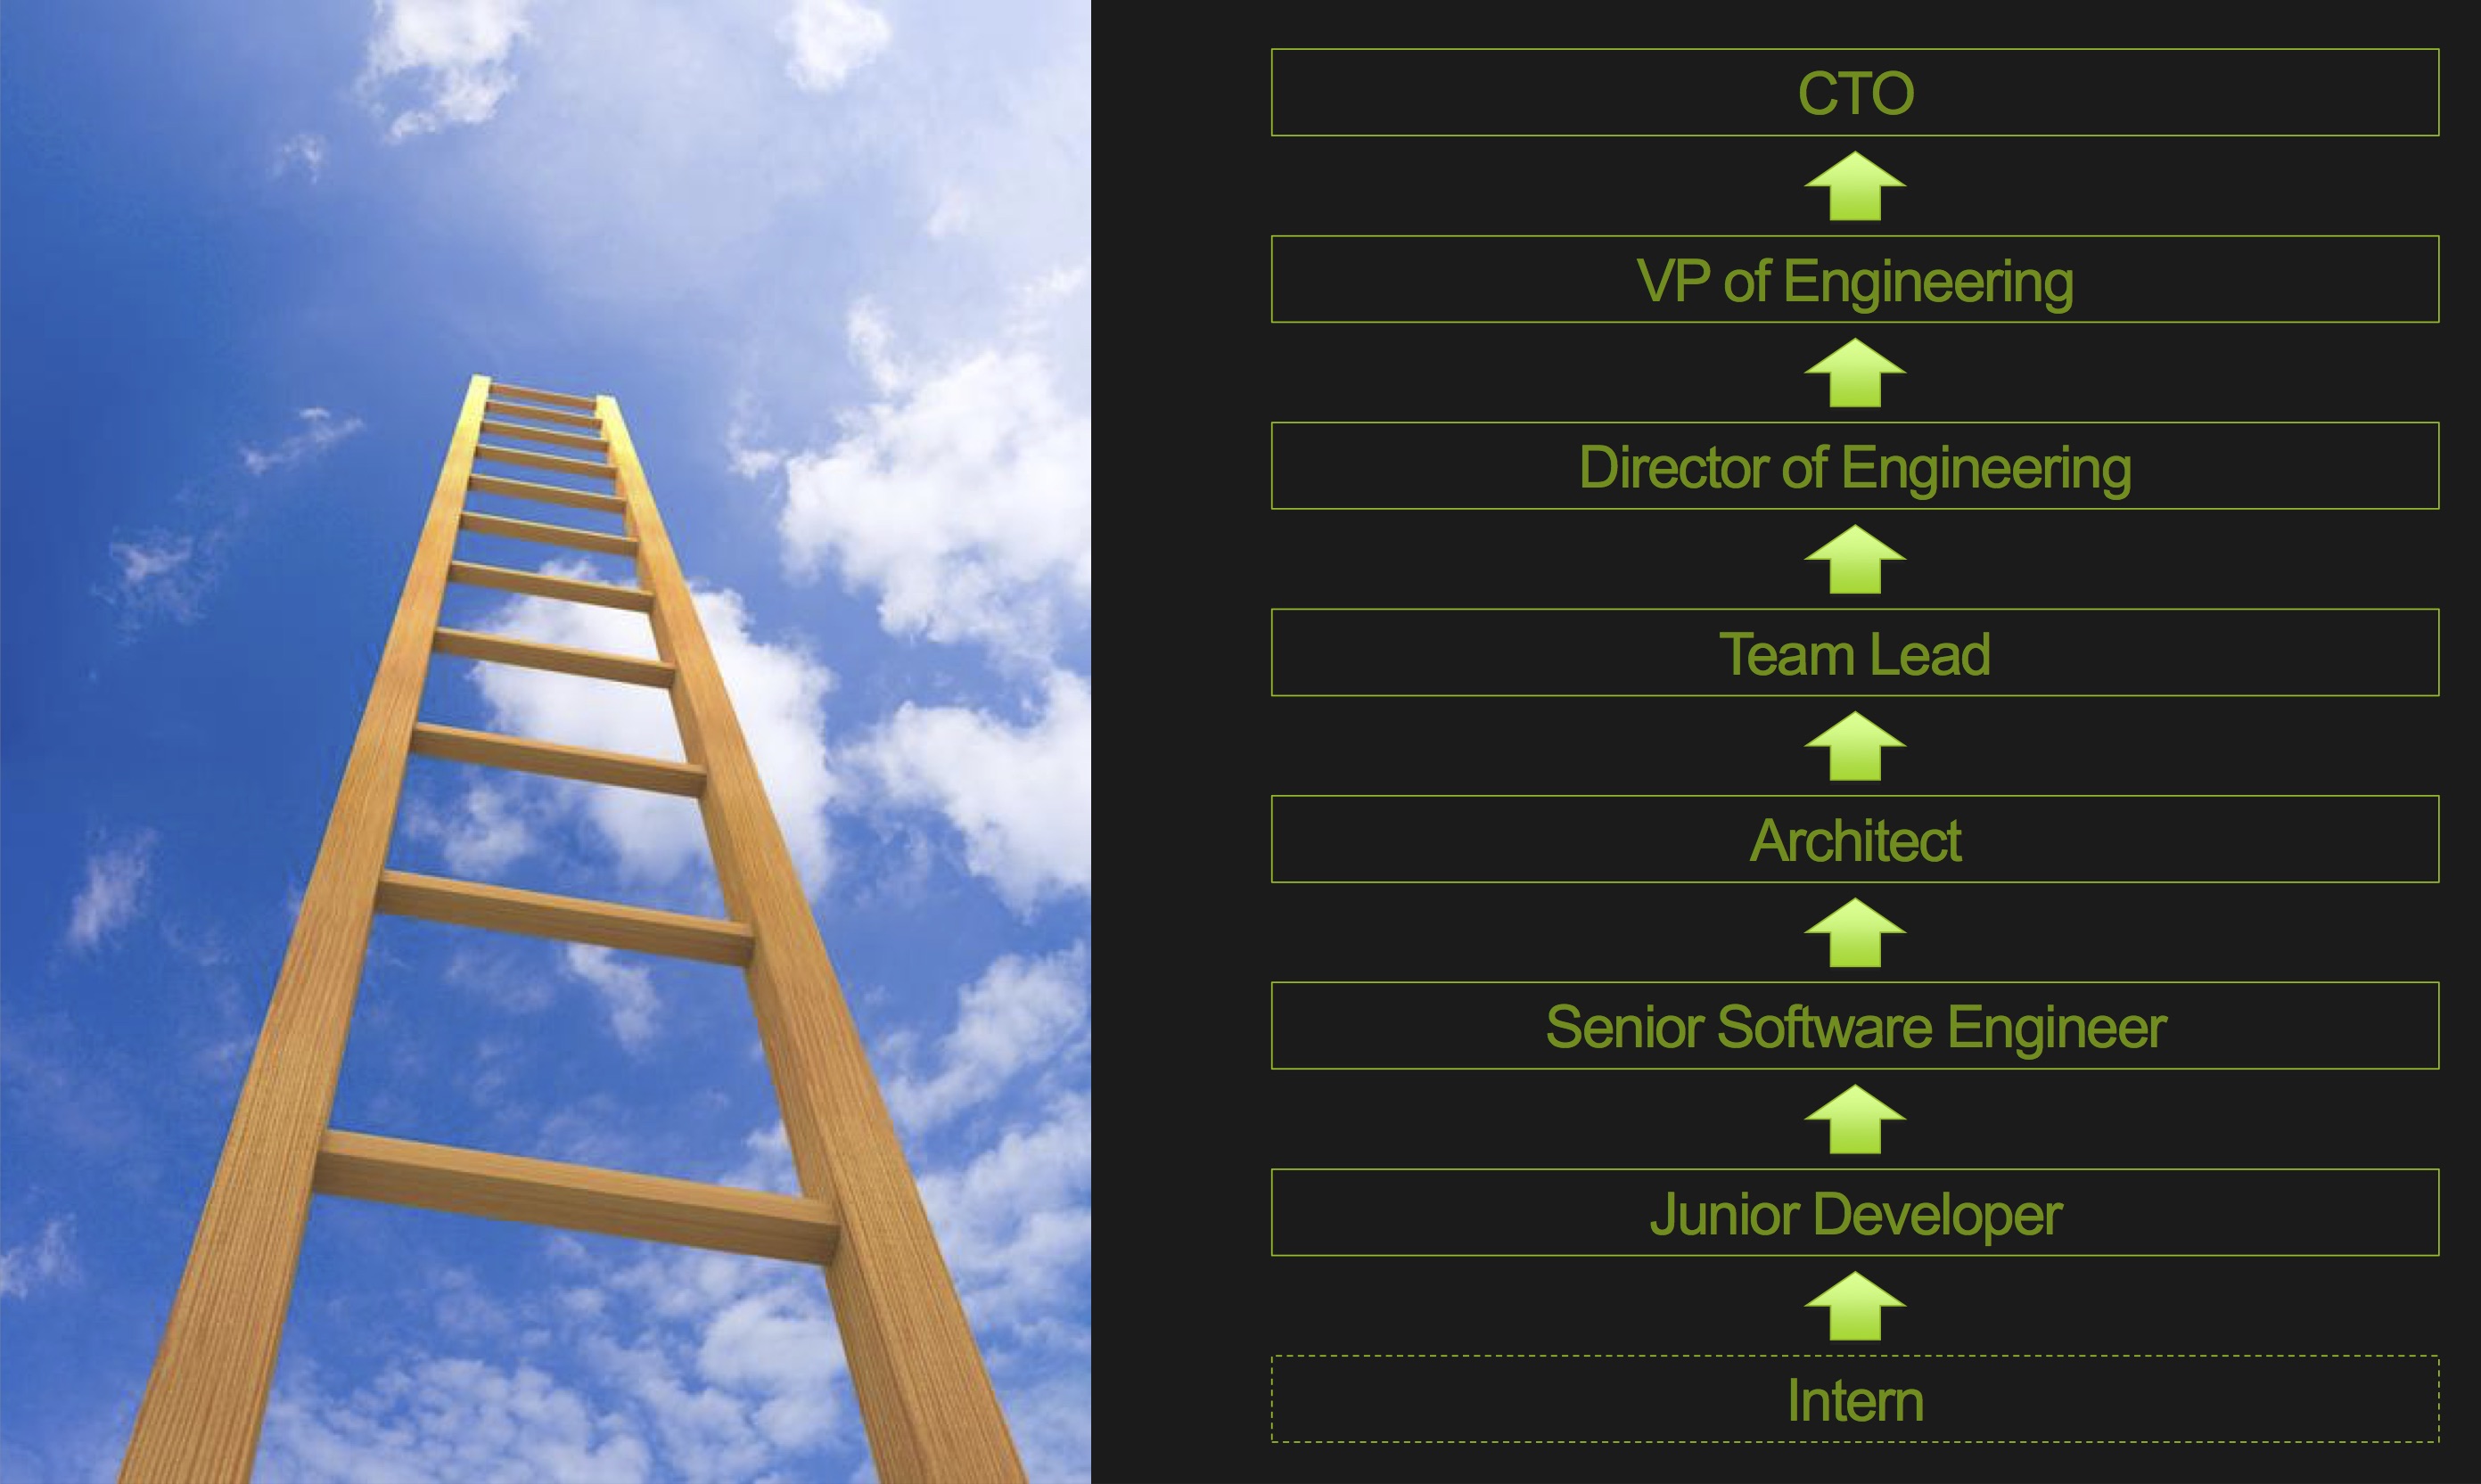 CTO
VP of Engineering
Director of Engineering
Team Lead
Architect
Senior Software Engineer
Junior Developer
Intern